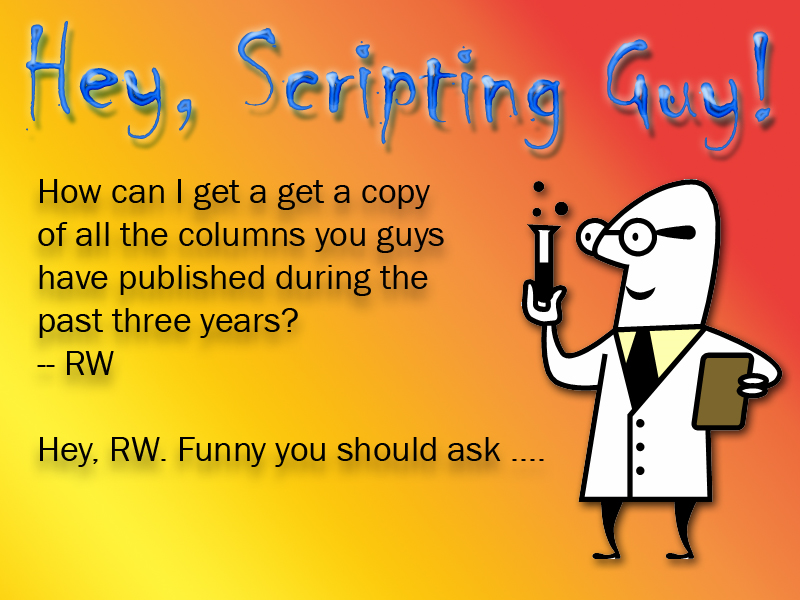 Hey, Scripting Guy!
How can I get a get a copy
of all the columns you guys
have published during the
past three years?
-- RW
Hey, RW. Funny you should ask ....